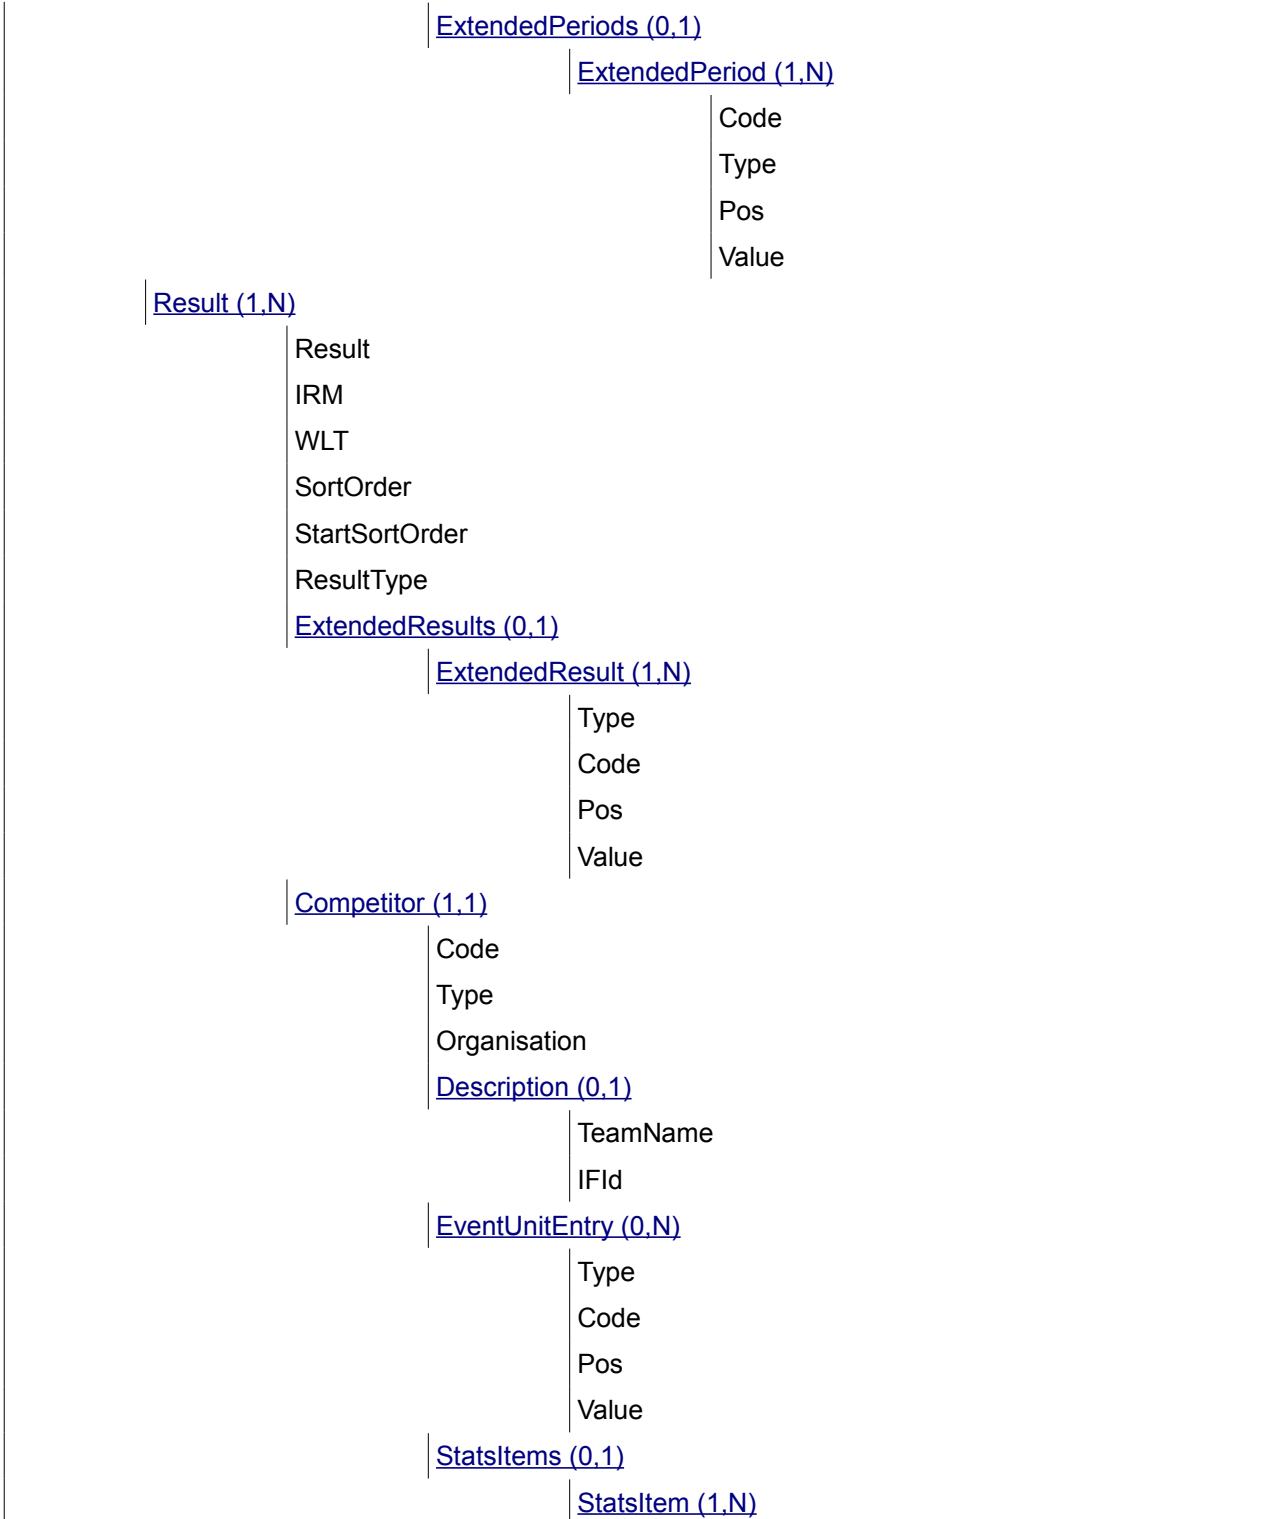 ExtendedPeriods (0,1)
ExtendedPeriod (1,N)
Code
Type
Pos
Value
Result (1,N)
Result
IRM
WLT
SortOrder
StartSortOrder
ResultType
ExtendedResults (0,1)
ExtendedResult (1,N)
Type
Code
Pos
Value
Competitor (1,1)
Code
Type
Organisation
Description (0,1)
TeamName
IFId
EventUnitEntry (0,N)
Type
Code
Pos
Value
StatsItems (0,1)
StatsItem (1,N)